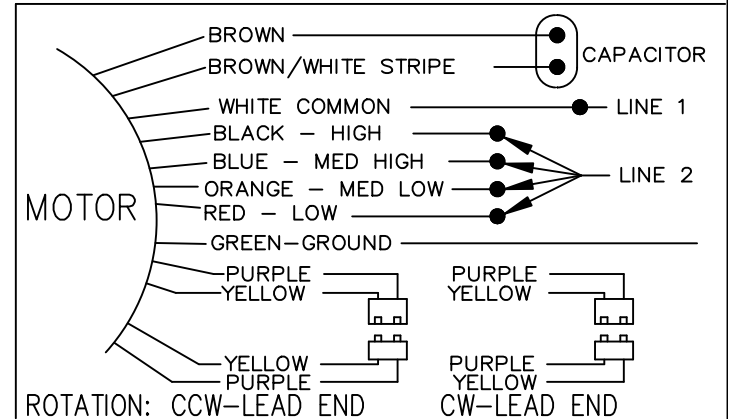 BROWN
CAPACITOR
BROWN/WHITE STRIPE
WHITE COMMON
LINE 1
BLACK - HIGH
BLUE - MED HIGH
LINE 2
ORANGE - MED LOW
MOTOR
RED - LOW
GREEN-GROUND
PURPLE
PURPLE
YELLOW
YELLOW
YELLOW
PURPLE
PURPLE
YELLOW
ROTATION: CCW-LEAD END
CW-LEAD END